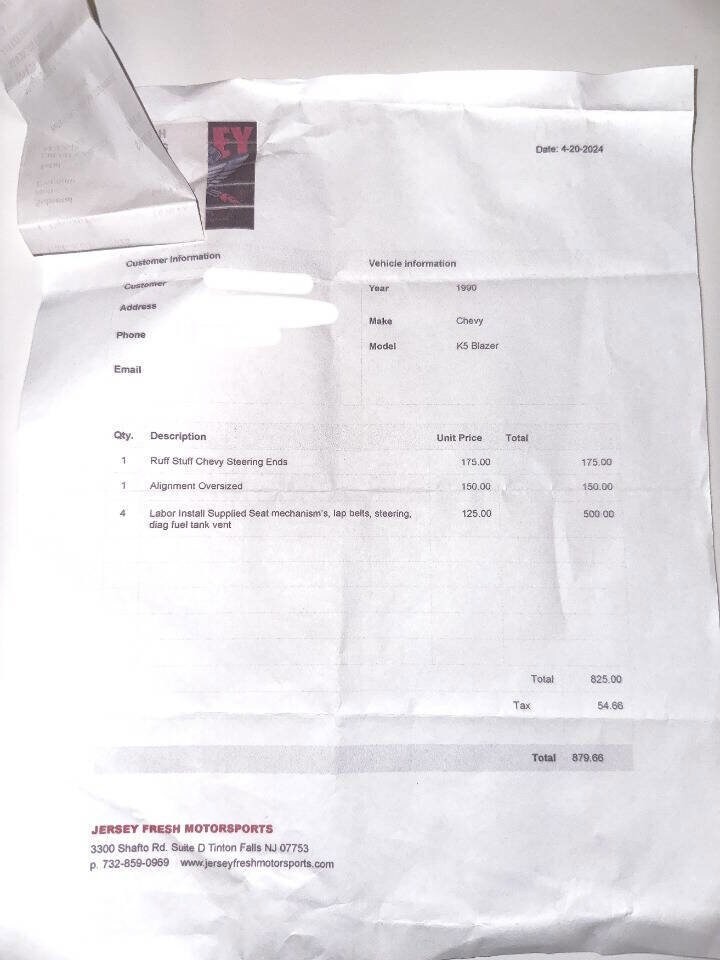 EY
Date: 4-20-2024
Customer Information
Vehicle Information
Customer
Year 1990
Address
Make Chevy
Phone
Model K5 Blazer
Email
Qty. Description Unit Price Total
1 Ruff Stuff Chevy Steering Ends 175.00 175.00
1 Alignment Oversized 150.00 150.00
4 Labor Install Supplied Seat mechanism's, lap belts, steering, 125.00 500.00
diag fuel tank vent
Total 825.00
Tax 54.66
Total 879.66
JERSEY FRESH MOTORSPORTS
3300 Shafto Rd. Suite D Tinton Falls NJ 07753
p. 732-859-0969 www.jerseyfreshmotorsports.com